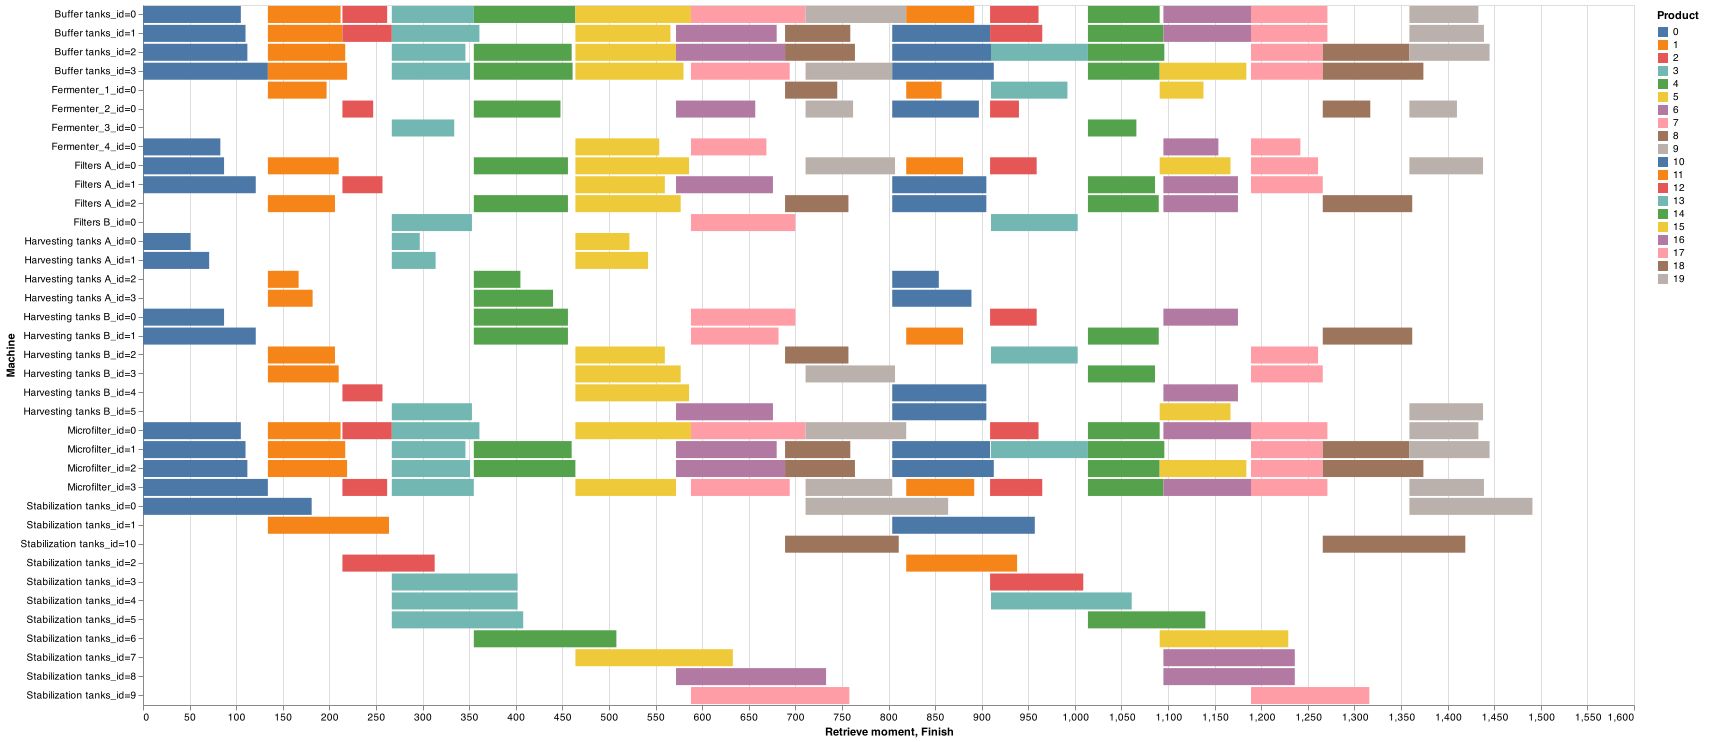 Buffer tanks_id=0
Buffer tanks_id=1
Buffer tanks_id=2
Buffer tanks_id=3
Fermenter_1_id=0
Fermenter_2_id=0
Fermenter_3_id=0
Fermenter_4_id=0
Filters A_id=0
Filters A_id=1
Filters A_id=2
Filters B_id=0
Harvesting tanks A_id=0
Harvesting tanks A_id=1
Harvesting tanks A_id=2
Harvesting tanks A_id=3
Harvesting tanks B_id=0
Harvesting tanks B_id=1
Harvesting tanks B_id=2
Harvesting tanks B_id=3
Harvesting tanks B_id=4
Harvesting tanks B_id=5
Microfilter_id=0
Microfilter_id=1
Microfilter_id=2
Microfilter_id=3
Stabilization tanks_id=0
Stabilization tanks_id=1
Stabilization tanks_id=10
Stabilization tanks_id=2
Stabilization tanks_id=3
Stabilization tanks_id=4
Stabilization tanks_id=5
Stabilization tanks_id=6
Stabilization tanks_id=7
Stabilization tanks_id=8
Stabilization tanks_id=9
Machine
0 50 100 150 200 250 300 350 400 450 500 550 600 650 700 750 800 850 900 950 1,000 1,050 1,100 1,150 1,200 1,250 1,300 1,350 1,400 1,450 1,500 1,550 1,600
Retrieve moment, Finish
Product
0
1
2
3
4
5
6
7
8
9
10
11
12
13
14
15
16
17
18
19